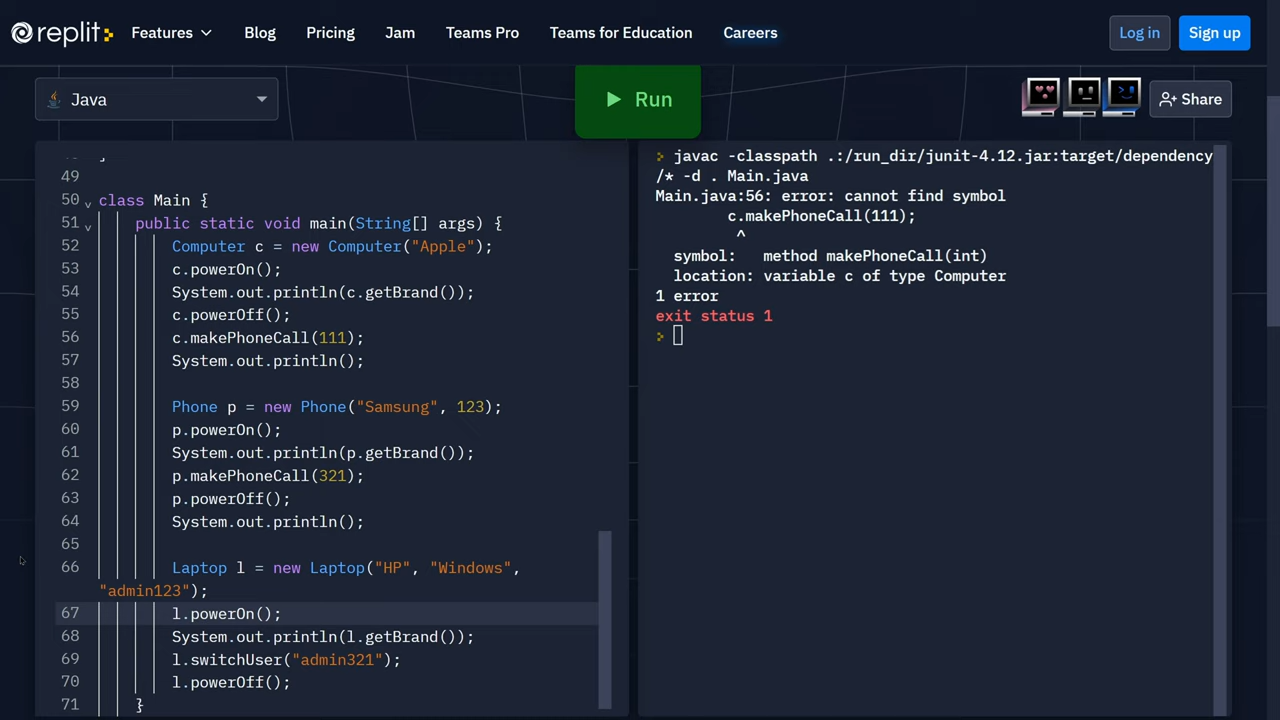 replit
Features
Blog
Pricing
Jam
Teams Pro
Teams for Education
Careers
Log in
Sign up
Java
Run
Share
49
50 class Main {
51 public static void main(String[] args) {
52 Computer c = new Computer("Apple");
53 c.powerOn();
54 System.out.println(c.getBrand());
55 c.powerOff();
56 c.makePhoneCall(111);
57 System.out.println();
58
59 Phone p = new Phone("Samsung", 123);
60 p.powerOn();
61 System.out.println(p.getBrand());
62 p.makePhoneCall(321);
63 p.powerOff();
64 System.out.println();
65
66 Laptop l = new Laptop("HP", "Windows",
"admin123");
67 l.powerOn();
68 System.out.println(l.getBrand());
69 l.switchUser("admin321");
70 l.powerOff();
71 }
javac -classpath .:/run_dir/junit-4.12.jar:target/dependency
/* -d . Main.java
Main.java:56: error: cannot find symbol
c.makePhoneCall(111);
^
symbol: method makePhoneCall(int)
location: variable c of type Computer
1 error
exit status 1